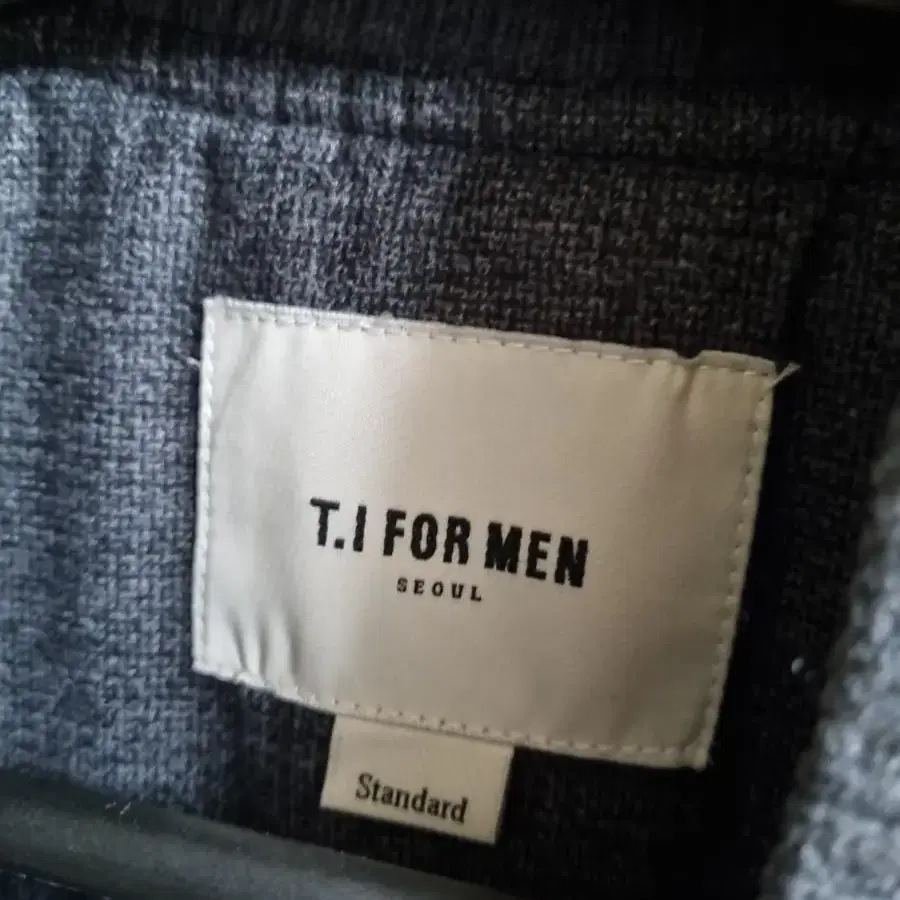 T.I FOR MEN
SEOUL
Standard